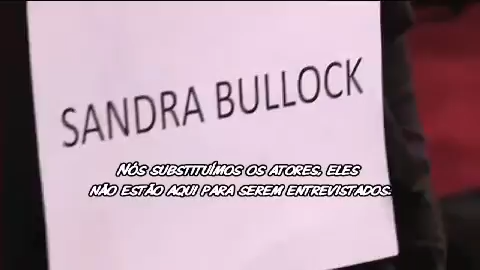 SANDRA BULLOCK
NÓS SUBSTITUÍMOS OS ATORES, ELES
NÃO ESTÃO AQUI PARA SEREM ENTREVISTADOS.